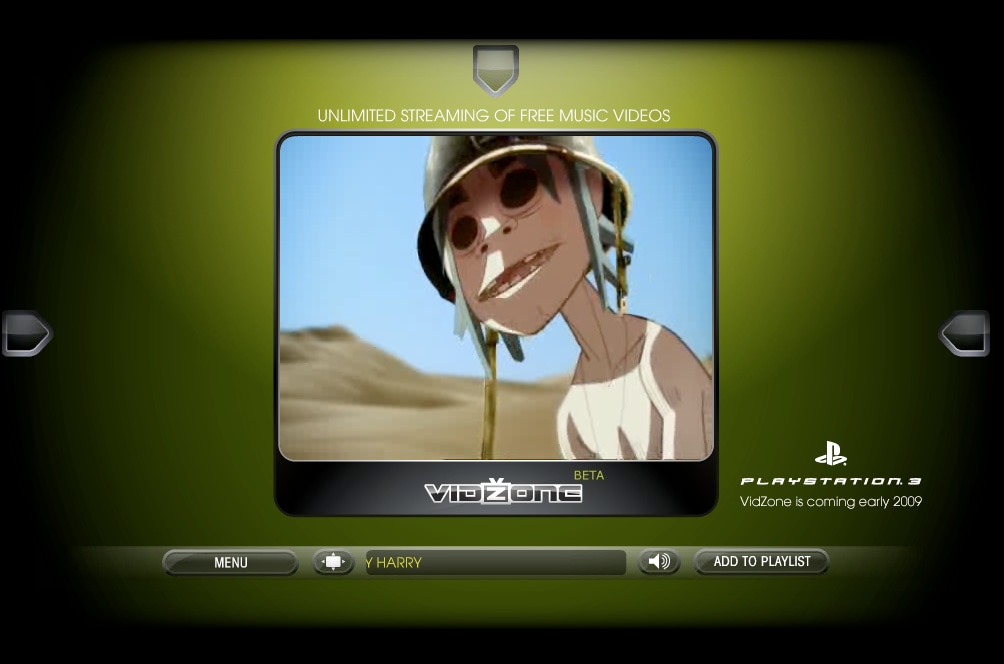 UNLIMITED STREAMING OF FREE MUSIC VIDEOS
BETA
VIDZONE
PLAYSTATION 3
VidZone is coming early 2009
MENU
Y HARRY
ADD TO PLAYLIST